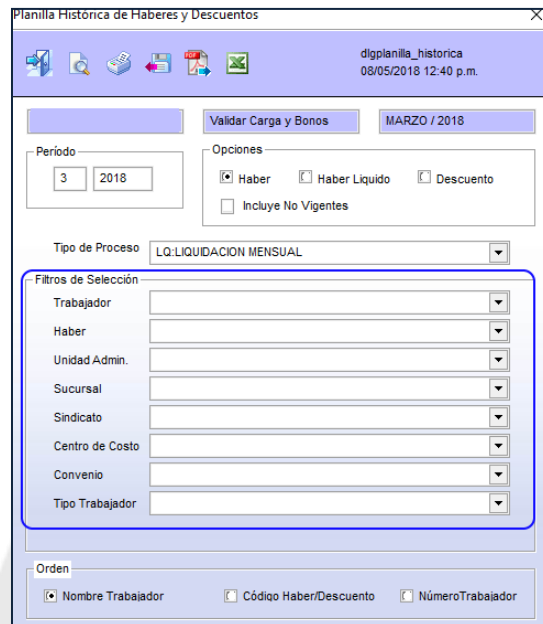 Planilla Histórica de Haberes y Descuentos
dlgplanilla_historica
08/05/2018 12:40 p.m.
PDF
Validar Carga y Bonos
MARZO / 2018
Período
3 2018
Opciones
Haber Haber Liquido Descuento
Incluye No Vigentes
Tipo de Proceso LQ:LIQUIDACION MENSUAL
Filtros de Selección
Trabajador
Haber
Unidad Admin.
Sucursal
Sindicato
Centro de Costo
Convenio
Tipo Trabajador
Orden
Nombre Trabajador Código Haber/Descuento NúmeroTrabajador